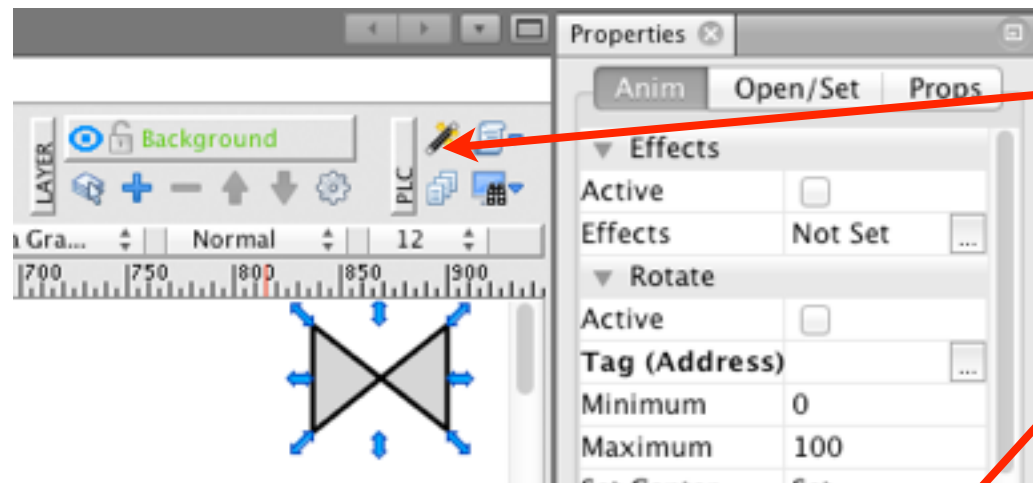 Properties
Anim Open/Set Props
LAYER
Background
PLC
Effects
Active
Effects Not Set ...
Gra... Normal 12
700 750 800 850 900
Rotate
Active
Tag (Address) ...
Minimum 0
Maximum 100